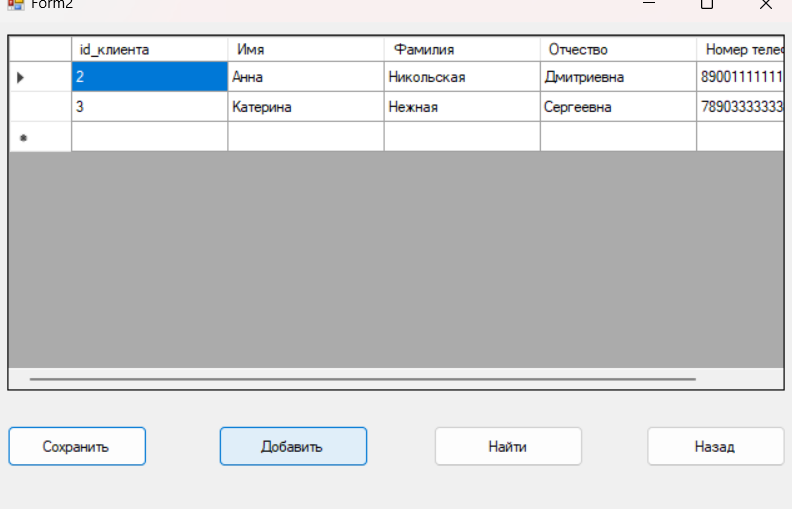 Form2
id_клиента Имя Фамилия Отчество Номер
2 Анна Никольская Дмитриевна 89001111111
3 Катерина Нежная Сергеевна 78903333333
Сохранить Добавить Найти Назад